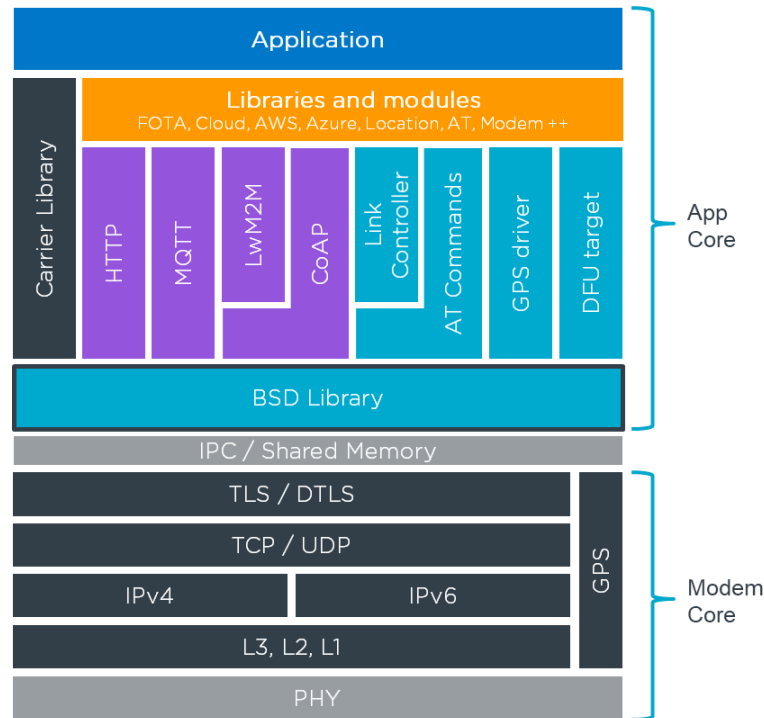 Application
Libraries and modules
FOTA, Cloud, AWS, Azure, Location, AT, Modem ++
Carrier Library
HTTP
MQTT
LwM2M
CoAP
Link
Controller
AT Commands
GPS driver
DFU target
App
Core
BSD Library
IPC / Shared Memory
TLS / DTLS
TCP / UDP
IPv4
IPv6
GPS
Modem
Core
L3, L2, L1
PHY